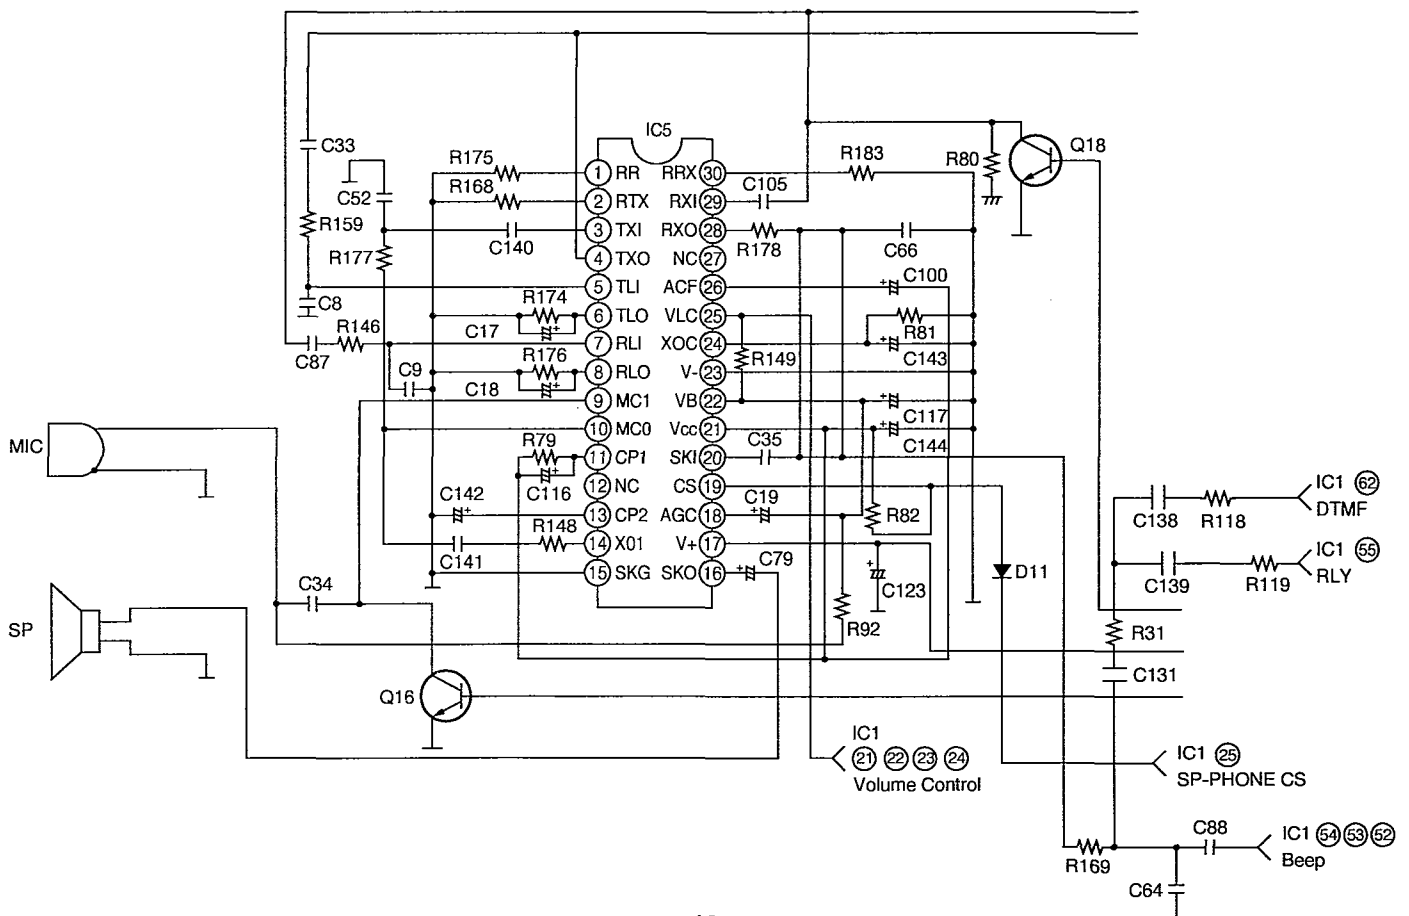 IC5
C33
R175
1 RR
RRX 30
R183
R80
Q18
C52
R168
2 RTX
RXI 29
C105
R159
C140
3 TXI
RXO 28
R178
C66
R177
4 TXO
NC 27
C8
5 TLI
ACF 26
C100
R174
C17
6 TLO
VLC 25
R81
C87
R146
7 RLI
XOC 24
C143
R149
C9
R176
C18
8 RLO
V- 23
9 MC1
VB 22
C117
MIC
10 MC0
Vcc 21
C144
R79
C116
11 CP1
SKI 20
C35
12 NC
CS 19
C142
13 CP2
AGC 18
C19
R82
C141
R148
14 X01
V+ 17
C123
15 SKG
SKO 16
C79
D11
C138
R118
IC1 62
DTMF
C139
R119
IC1 55
RLY
C34
R92
R31
SP
C131
Q16
IC1
21 22 23 24
Volume Control
IC1 25
SP-PHONE CS
R169
C88
IC1 54 53 52
Beep
C64